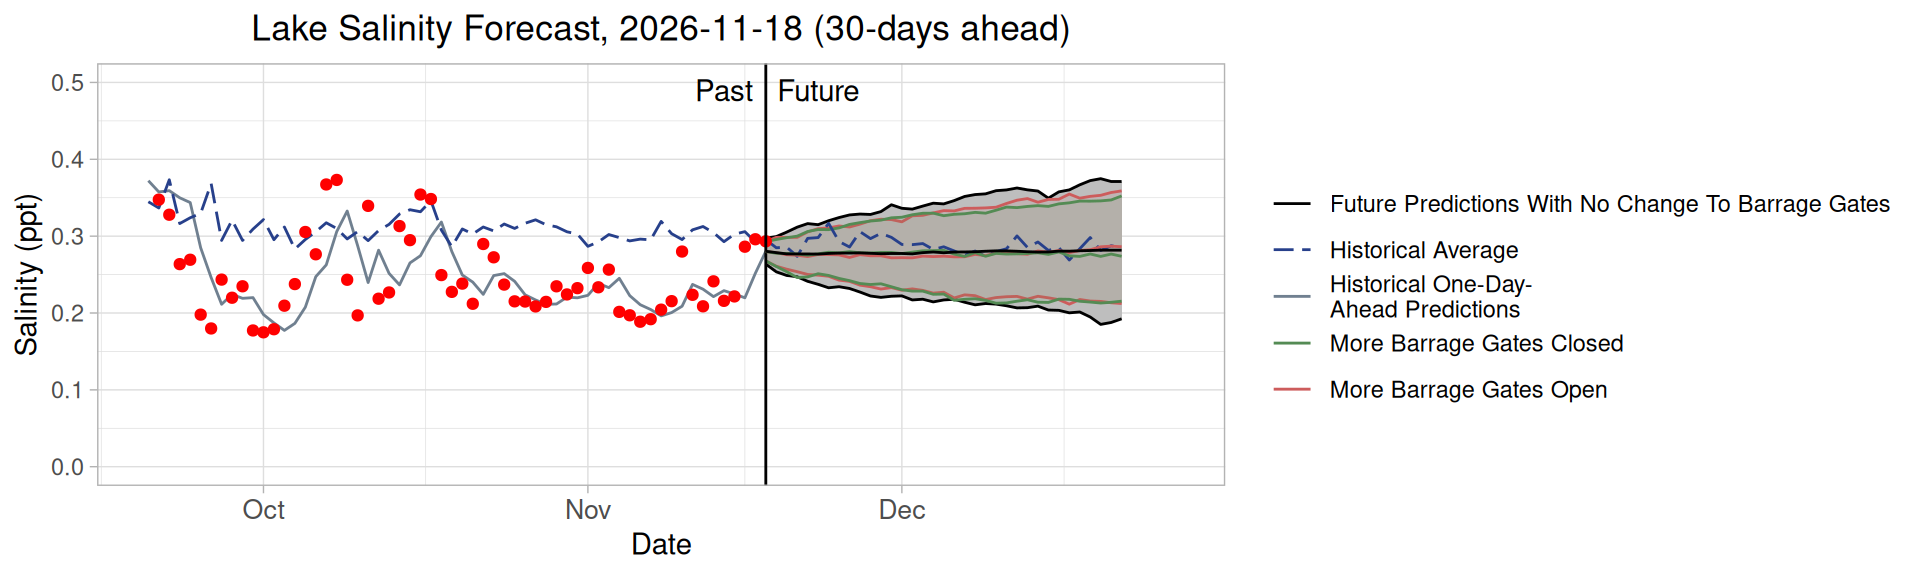 Lake Salinity Forecast, 2026-11-18 (30-days ahead)
Past Future
0.5
0.4
0.3
0.2
0.1
0.0
Salinity (ppt)
Oct Nov Dec
Date
Future Predictions With No Change To Barrage Gates
Historical Average
Historical One-Day-
Ahead Predictions
More Barrage Gates Closed
More Barrage Gates Open